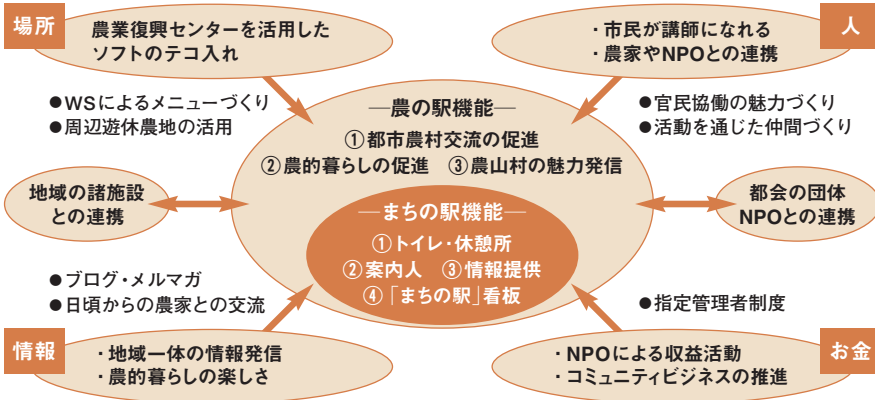 場所
農業復興センターを活用した
ソフトのテコ入れ
・市民が講師になれる
・農家やNPOとの連携
人
●WSによるメニューづくり
●周辺遊休農地の活用
●官民協働の魅力づくり
●活動を通じた仲間づくり
―農の駅機能―
①都市農村交流の促進
②農的暮らしの促進 ③農山村の魅力発信
地域の諸施設
との連携
都会の団体
NPOとの連携
―まちの駅機能―
①トイレ・休憩所
②案内人 ③情報提供
④「まちの駅」看板
●ブログ・メルマガ
●日頃からの農家との交流
●指定管理者制度
情報
・地域一体の情報発信
・農的暮らしの楽しさ
・NPOによる収益活動
・コミュニティビジネスの推進
お金